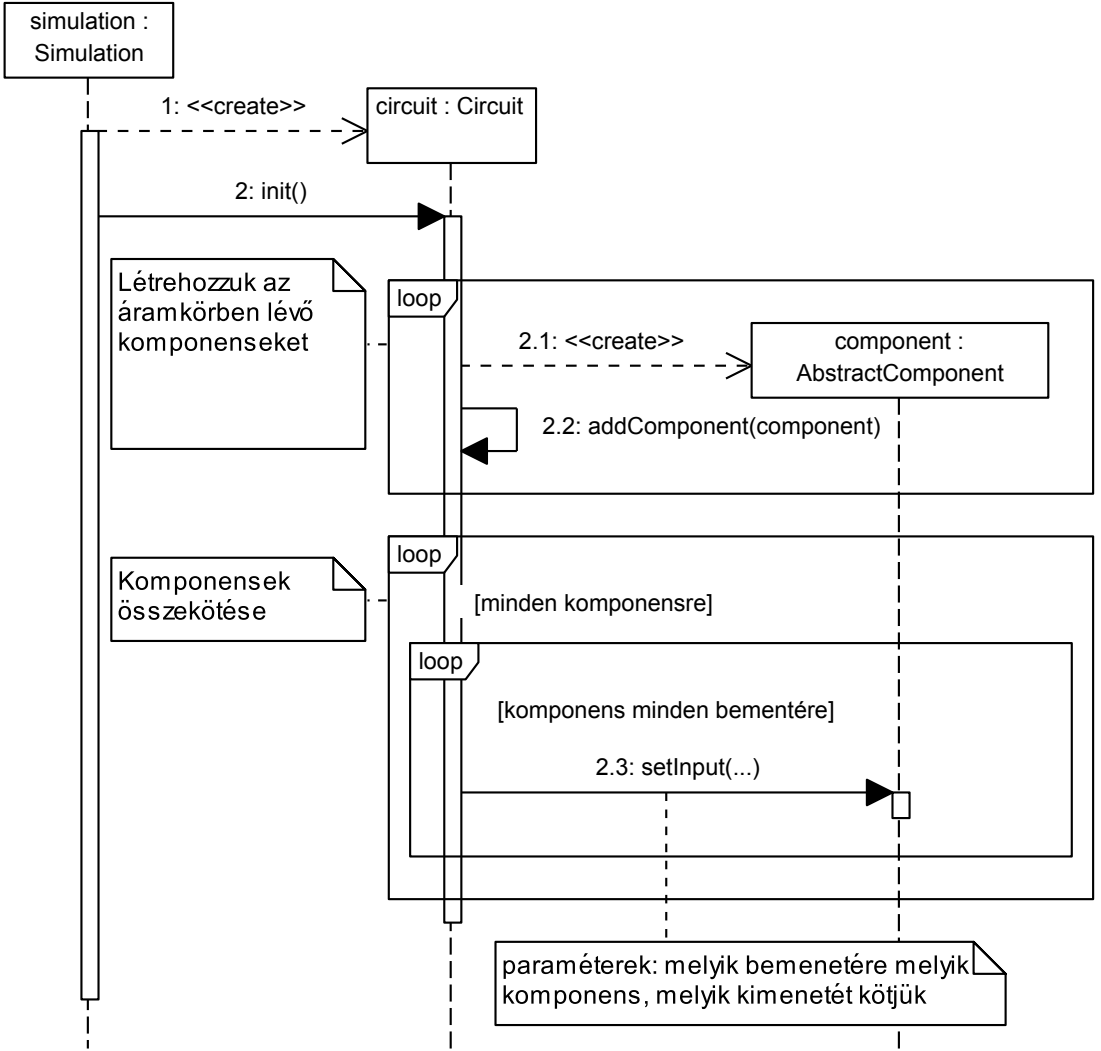 simulation :
Simulation
1: <<create>>
circuit : Circuit
2: init()
Létrehozzuk az
áramkörben lévő
komponenseket
loop
2.1: <<create>>
component :
AbstractComponent
2.2: addComponent(component)
loop
Komponensek
összekötése
[minden komponensre]
loop
[komponens minden bementére]
2.3: setInput(...)
paraméterek: melyik bemenetére melyik
komponens, melyik kimenetét kötjük